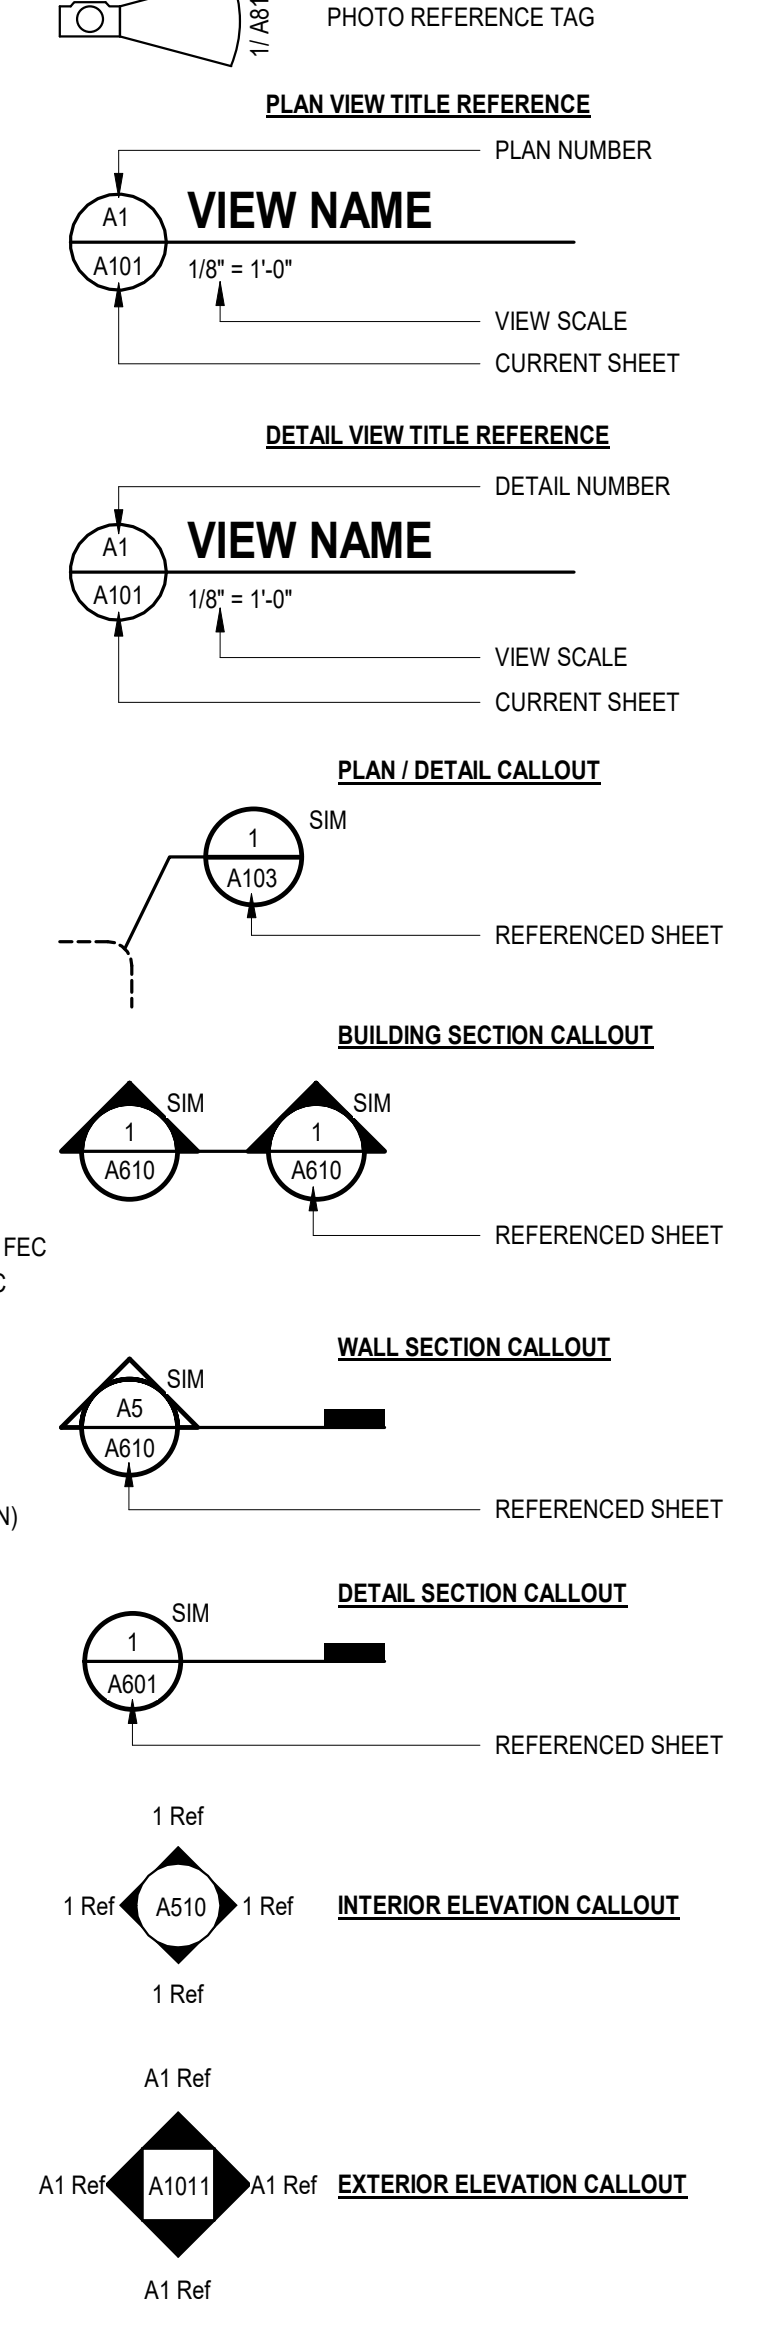 PHOTO REFERENCE TAG
1/ A81
PLAN VIEW TITLE REFERENCE
PLAN NUMBER
A1
VIEW NAME
A101
1/8" = 1'-0"
VIEW SCALE
CURRENT SHEET
DETAIL VIEW TITLE REFERENCE
DETAIL NUMBER
A1
VIEW NAME
A101
1/8" = 1'-0"
VIEW SCALE
CURRENT SHEET
PLAN / DETAIL CALLOUT
SIM
1
A103
REFERENCED SHEET
BUILDING SECTION CALLOUT
SIM
SIM
1
1
A610
A610
REFERENCED SHEET
FEC
C
WALL SECTION CALLOUT
SIM
A5
A610
REFERENCED SHEET
N)
DETAIL SECTION CALLOUT
SIM
1
A601
REFERENCED SHEET
1 Ref
1 Ref
A510
1 Ref
INTERIOR ELEVATION CALLOUT
1 Ref
A1 Ref
A1 Ref
A1011
A1 Ref
EXTERIOR ELEVATION CALLOUT
A1 Ref